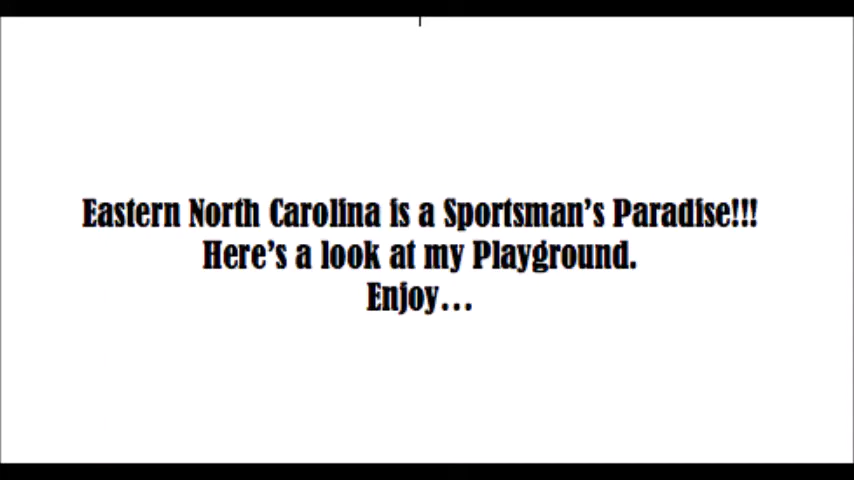 Eastern North Carolina is a Sportsman’s Paradise!!!
Here’s a look at my Playground.
Enjoy…